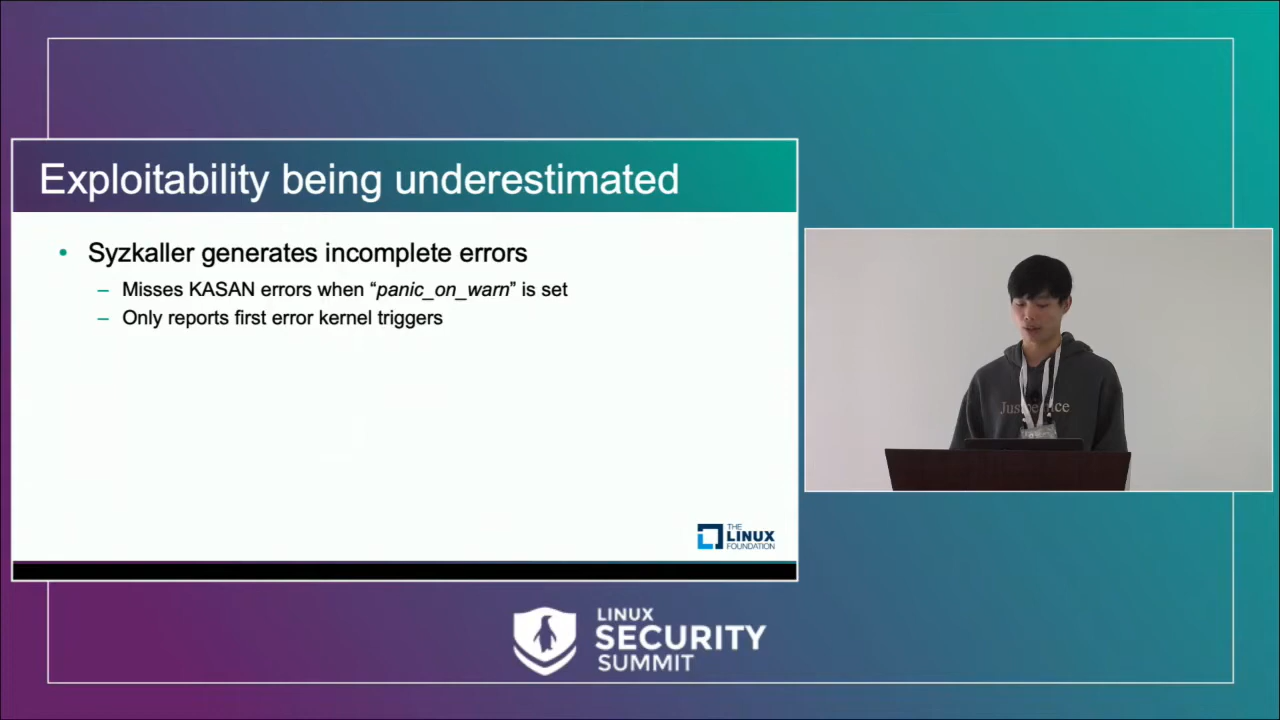 Exploitability being underestimated
• Syzkaller generates incomplete errors
– Misses KASAN errors when “panic_on_warn” is set
– Only reports first error kernel triggers
THE
LINUX
FOUNDATION
LINUX
SECURITY
SUMMIT